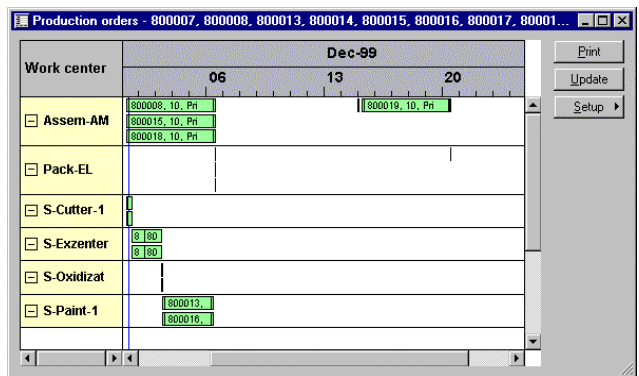 Production orders - 800007, 800008, 800013, 800014, 800015, 800016, 800017, 80001...
Print
Update
Setup
Work center
Dec-99
06 13 20
Assem-AM
800008, 10, Pri
800019, 10, Pri
800015, 10, Pri
800018, 10, Pri
Pack-EL
S-Cutter-1
S-Exzenter
8 80
8 80
S-Oxidizat
S-Paint-1
800013,
800016,